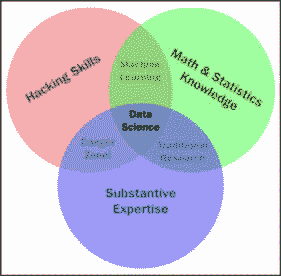 Hacking Skills
Math & Statistics
Knowledge
Machine
Learning
Data
Science
Danger
Zone!
Traditional
Research
Substantive
Expertise